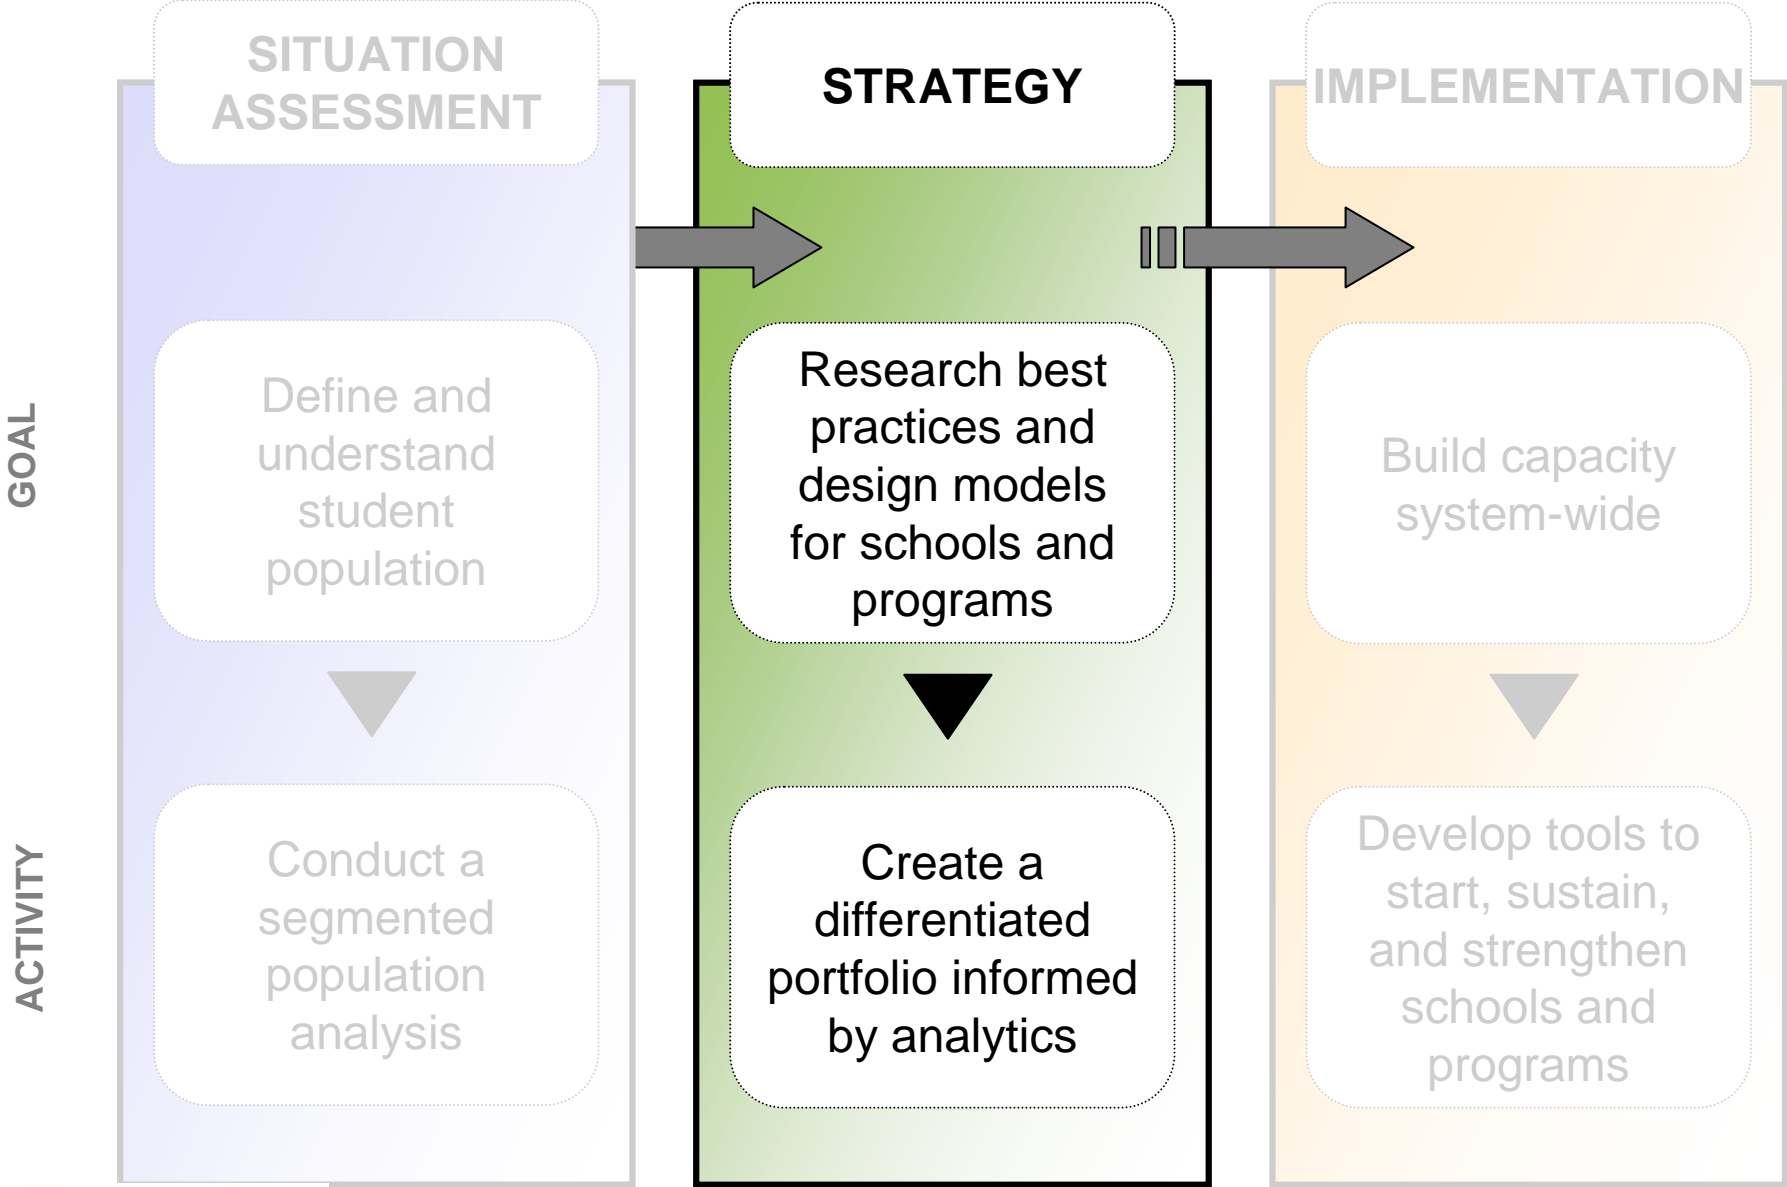 SITUATION
ASSESSMENT
STRATEGY
IMPLEMENTATION
GOAL
Define and
understand
student
population
Research best
practices and
design models
for schools and
programs
Build capacity
system-wide
ACTIVITY
Conduct a
segmented
population
analysis
Create a
differentiated
portfolio informed
by analytics
Develop tools to
start, sustain,
and strengthen
schools and
programs